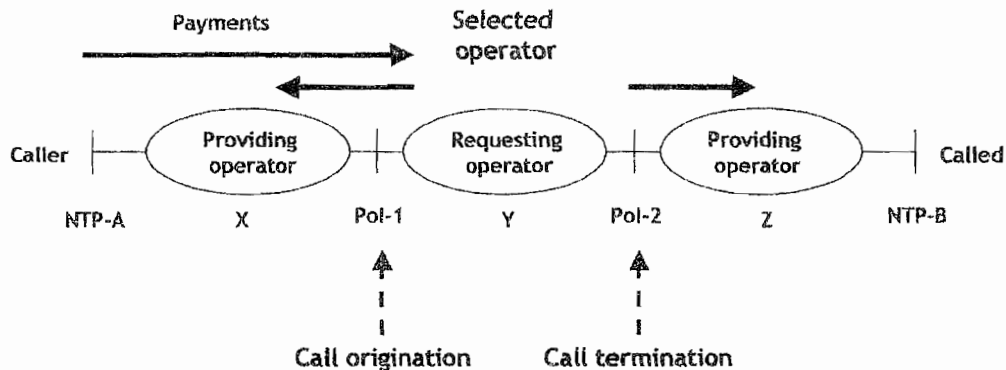 Payments
Selected
operator
Caller
Providing
operator
Requesting
operator
Providing
operator
Called
NTP-A
X
PoI-1
Y
PoI-2
Z
NTP-B
Call origination
Call termination